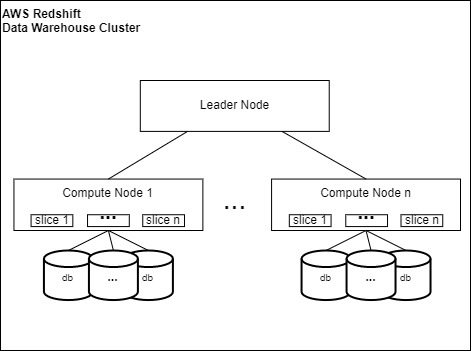 AWS Redshift
Data Warehouse Cluster
Leader Node
Compute Node 1
slice 1 ... slice n
...
Compute Node n
slice 1 ... slice n
db ... db
db ... db